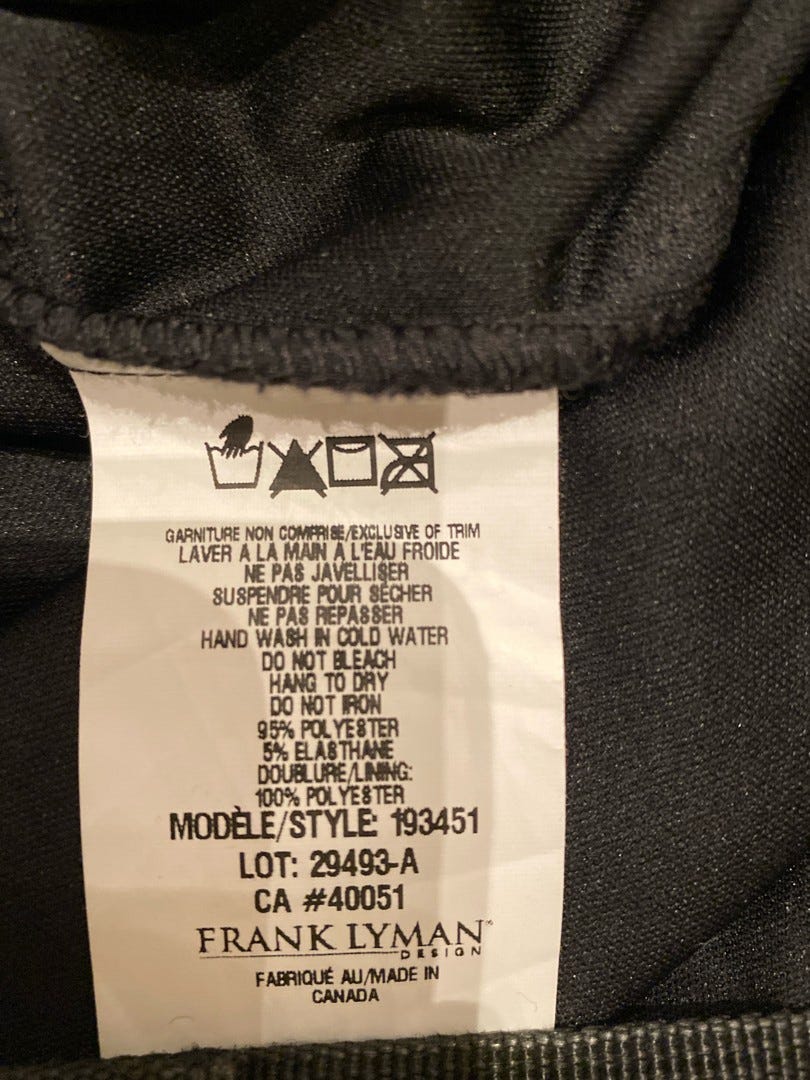 GARNITURE NON COMPRISE/EXCLUSIVE OF TRIM
LAVER A LA MAIN A L'EAU FROIDE
NE PAS JAVELLISER
SUSPENDRE POUR SECHER
NE PAS REPASSER
HAND WASH IN COLD WATER
DO NOT BLEACH
HANG TO DRY
DO NOT IRON
95% POLYESTER
5% ELASTHANE
DOUBLURE/LINING:
100% POLYESTER
MODÈLE/STYLE: 193451
LOT: 29493-A
CA #40051
FRANK LYMAN™
DESIGN
FABRIQUÉ AU/MADE IN
CANADA